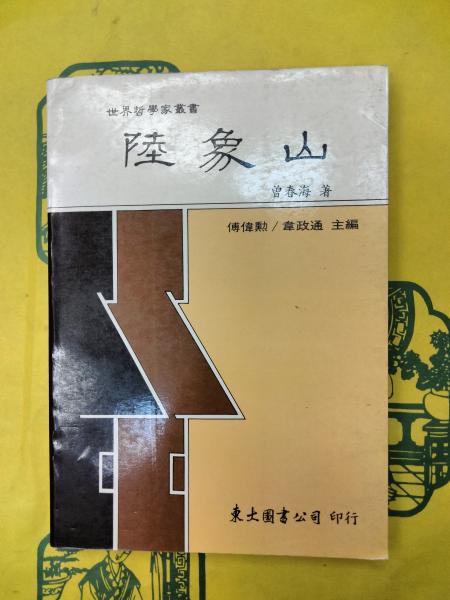 世界哲學家叢書
陸象山
曾春海 著
傅偉勲/韋政通 主編
東大圖書公司 印行